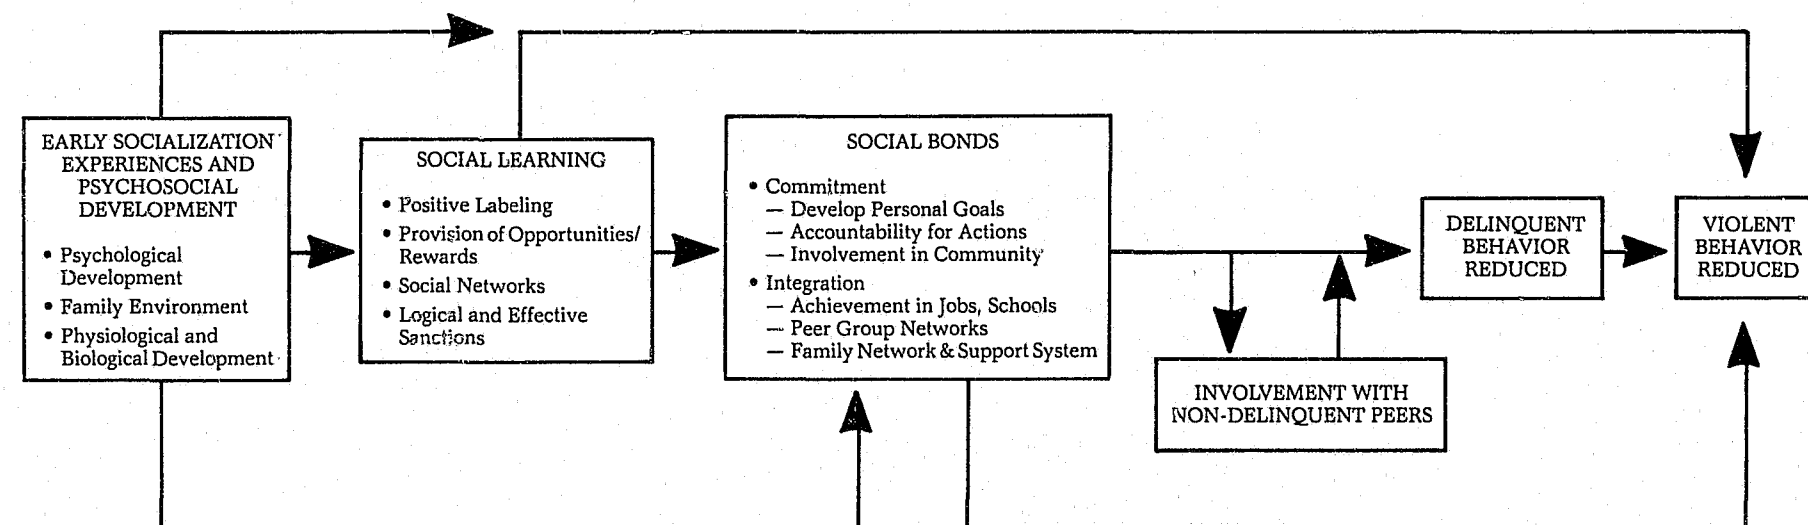 EARLY SOCIALIZATION
EXPERIENCES AND
PSYCHOSOCIAL
DEVELOPMENT
• Psychological
Development
• Family Environment
• Physiological and
Biological Development
SOCIAL LEARNING
• Positive Labeling
• Provision of Opportunities/
Rewards
• Social Networks
• Logical and Effective
Sanctions
SOCIAL BONDS
• Commitment
— Develop Personal Goals
— Accountability for Actions
— Involvement in Community
• Integration
— Achievement in Jobs, Schools
— Peer Group Networks
— Family Network & Support System
INVOLVEMENT WITH
NON-DELINQUENT PEERS
DELINQUENT
BEHAVIOR
REDUCED
VIOLENT
BEHAVIOR
REDUCED